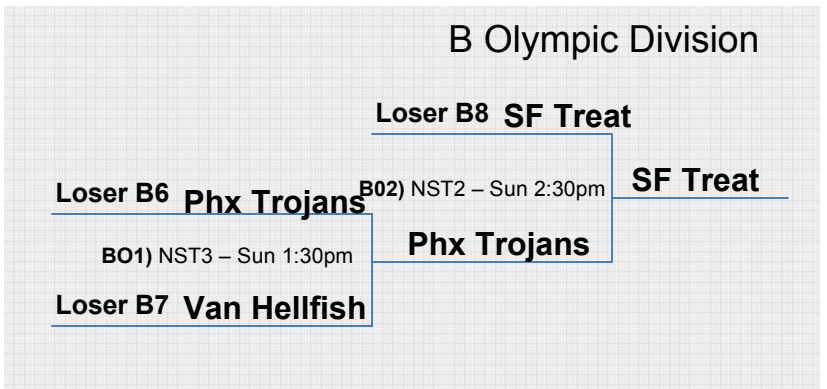 B Olympic Division
Loser B8 SF Treat
B02) NST2 – Sun 2:30pm
SF Treat
Loser B6 Phx Trojans
BO1) NST3 – Sun 1:30pm
Phx Trojans
Loser B7 Van Hellfish